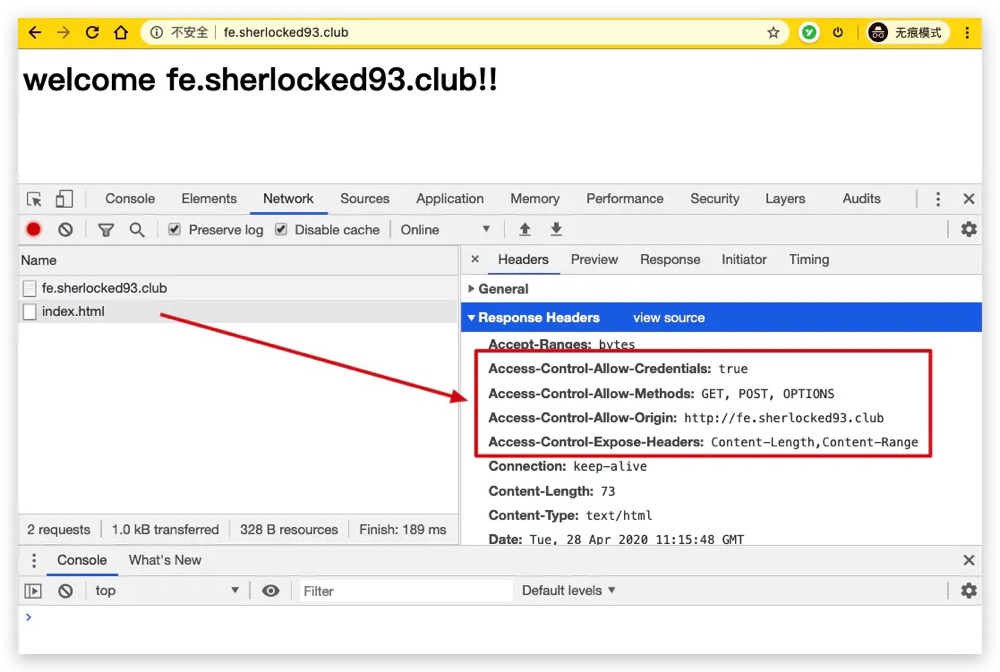 不安全 fe.sherlocked93.club 无痕模式
welcome fe.sherlocked93.club!!
Console Elements Network Sources Application Memory Performance Security Layers Audits
Preserve log Disable cache Online
Name
fe.sherlocked93.club
index.html
2 requests 1.0 kB transferred 328 B resources Finish: 189 ms
Headers Preview Response Initiator Timing
General
Response Headers view source
Accept-Ranges: bytes
Access-Control-Allow-Credentials: true
Access-Control-Allow-Methods: GET, POST, OPTIONS
Access-Control-Allow-Origin: http://fe.sherlocked93.club
Access-Control-Expose-Headers: Content-Length,Content-Range
Connection: keep-alive
Content-Length: 73
Content-Type: text/html
Date: Tue, 28 Apr 2020 11:15:48 GMT
Console What's New
top Filter Default levels